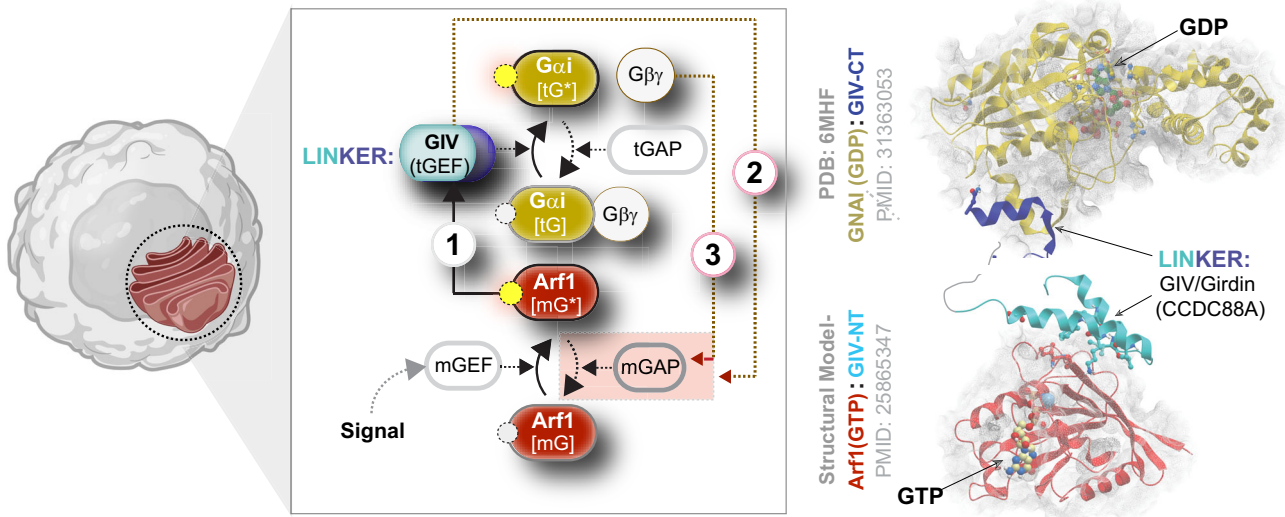 Gαi
[tG*]
Gβγ
LINKER:
GIV
(tGEF)
tGAP
2
Gαi
[tG]
Gβγ
1
3
Arf1
[mG*]
mGEF
mGAP
Signal
Arf1
[mG]
PDB: 6MHF
GNAi (GDP) : GIV-CT
PMID: 31363053
GDP
LINKER:
GIV/Girdin
(CCDC88A)
Structural Model-
Arf1(GTP) : GIV-NT
PMID: 25865347
GTP